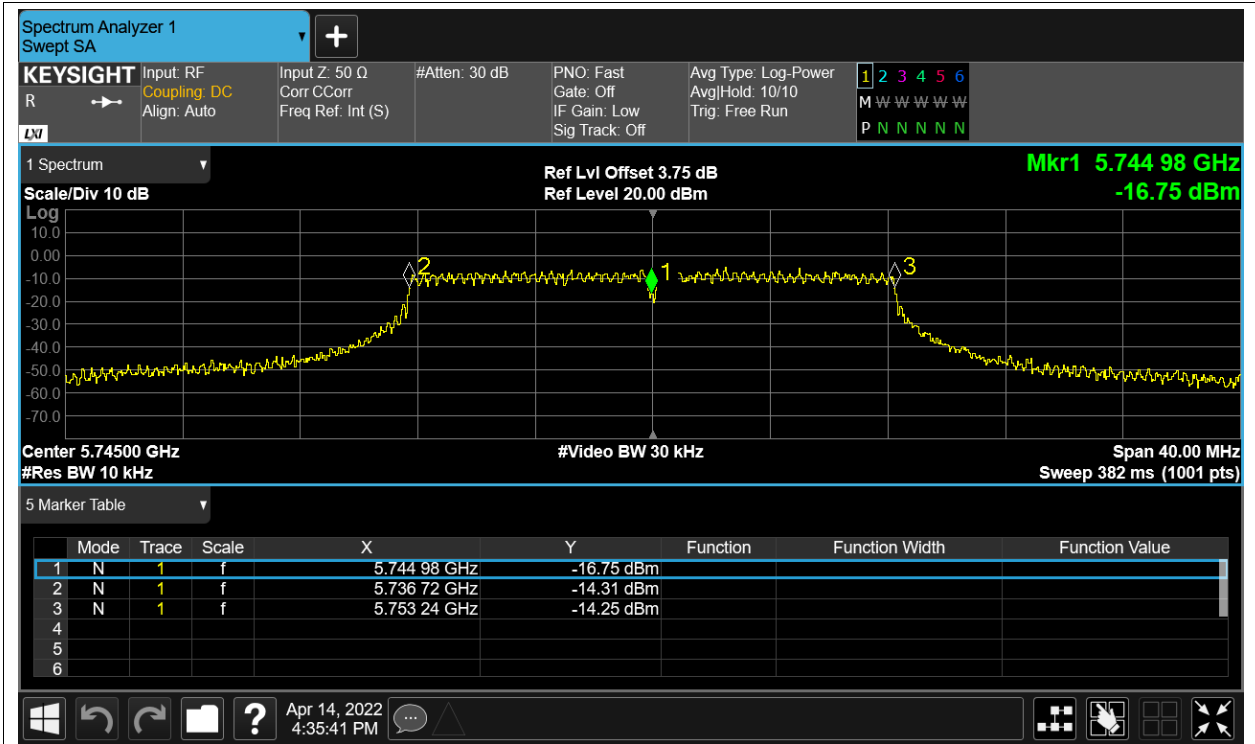 Spectrum Analyzer 1
Swept SA
+
KEYSIGHT Input: RF Input Z: 50 Ω #Atten: 30 dB PNO: Fast Avg Type: Log-Power 1 2 3 4 5 6
R Coupling: DC Corr CCorr Gate: Off Avg|Hold: 10/10 M W W W W W W
Align: Auto Freq Ref: Int (S) IF Gain: Low Trig: Free Run
LXI Sig Track: Off P N N N N N N
1 Spectrum Ref Lvl Offset 3.75 dB Mkr1 5.744 98 GHz
Scale/Div 10 dB Ref Level 20.00 dBm -16.75 dBm
Log
10.0
0.00
2 1 3
-10.0
-20.0
-30.0
-40.0
-50.0
-60.0
-70.0
Center 5.74500 GHz #Video BW 30 kHz Span 40.00 MHz
#Res BW 10 kHz Sweep 382 ms (1001 pts)
5 Marker Table
Mode Trace Scale X Y Function Function Width Function Value
1 N 1 f 5.744 98 GHz -16.75 dBm
2 N 1 f 5.736 72 GHz -14.31 dBm
3 N 1 f 5.753 24 GHz -14.25 dBm
4
5
6
? Apr 14, 2022
4:35:41 PM